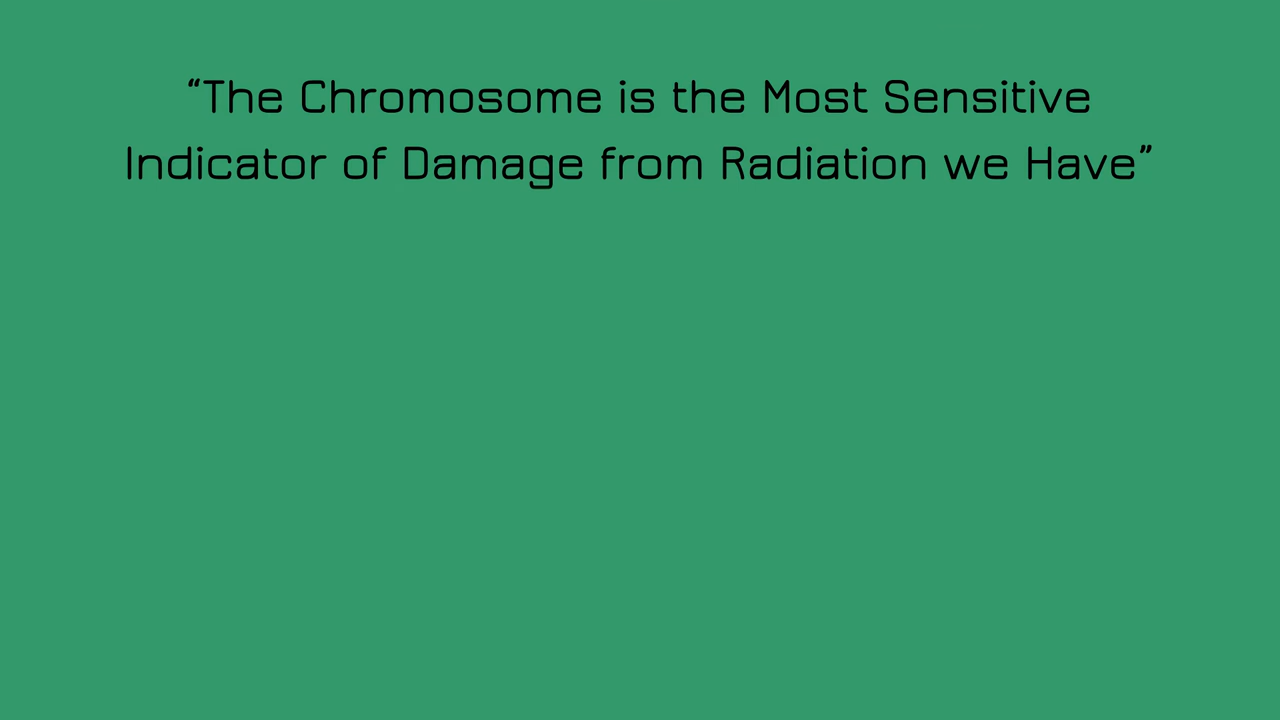 “The Chromosome is the Most Sensitive
Indicator of Damage from Radiation we Have”